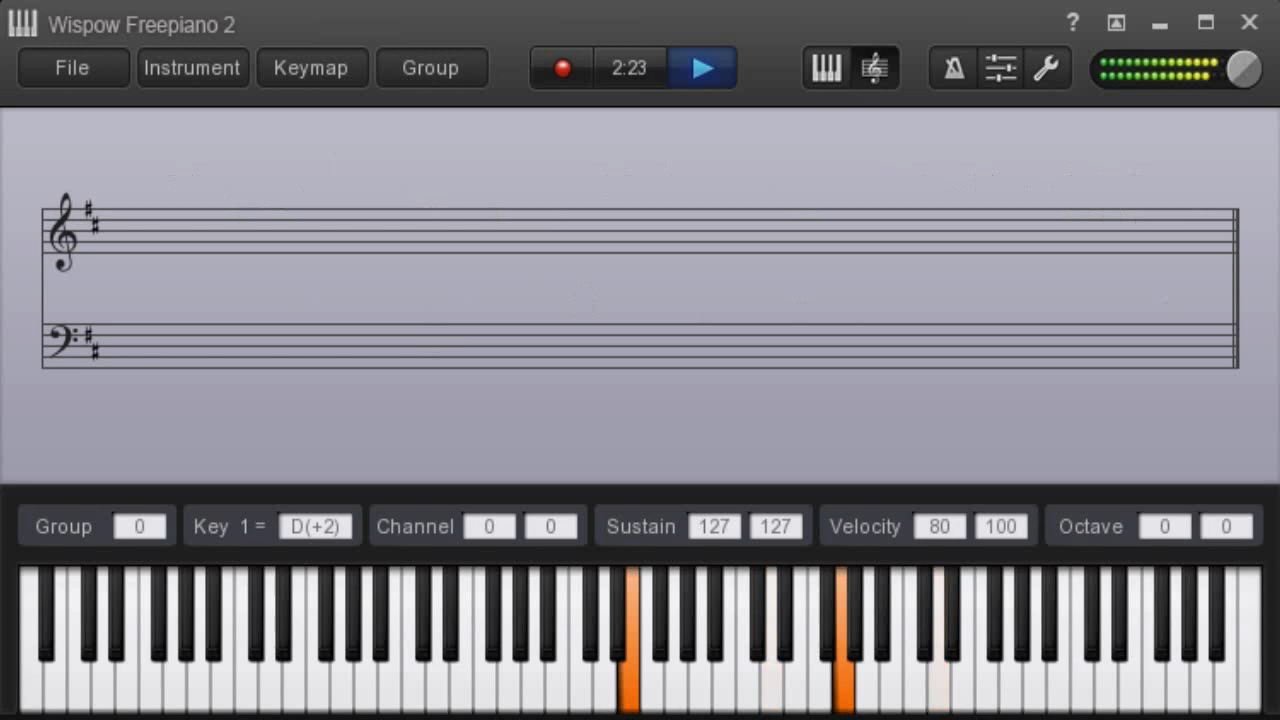 Wispow Freepiano 2 ?
File Instrument Keymap Group 2:23
Group 0 Key 1 = D(+2) Channel 0 0 Sustain 127 127 Velocity 80 100 Octave 0 0